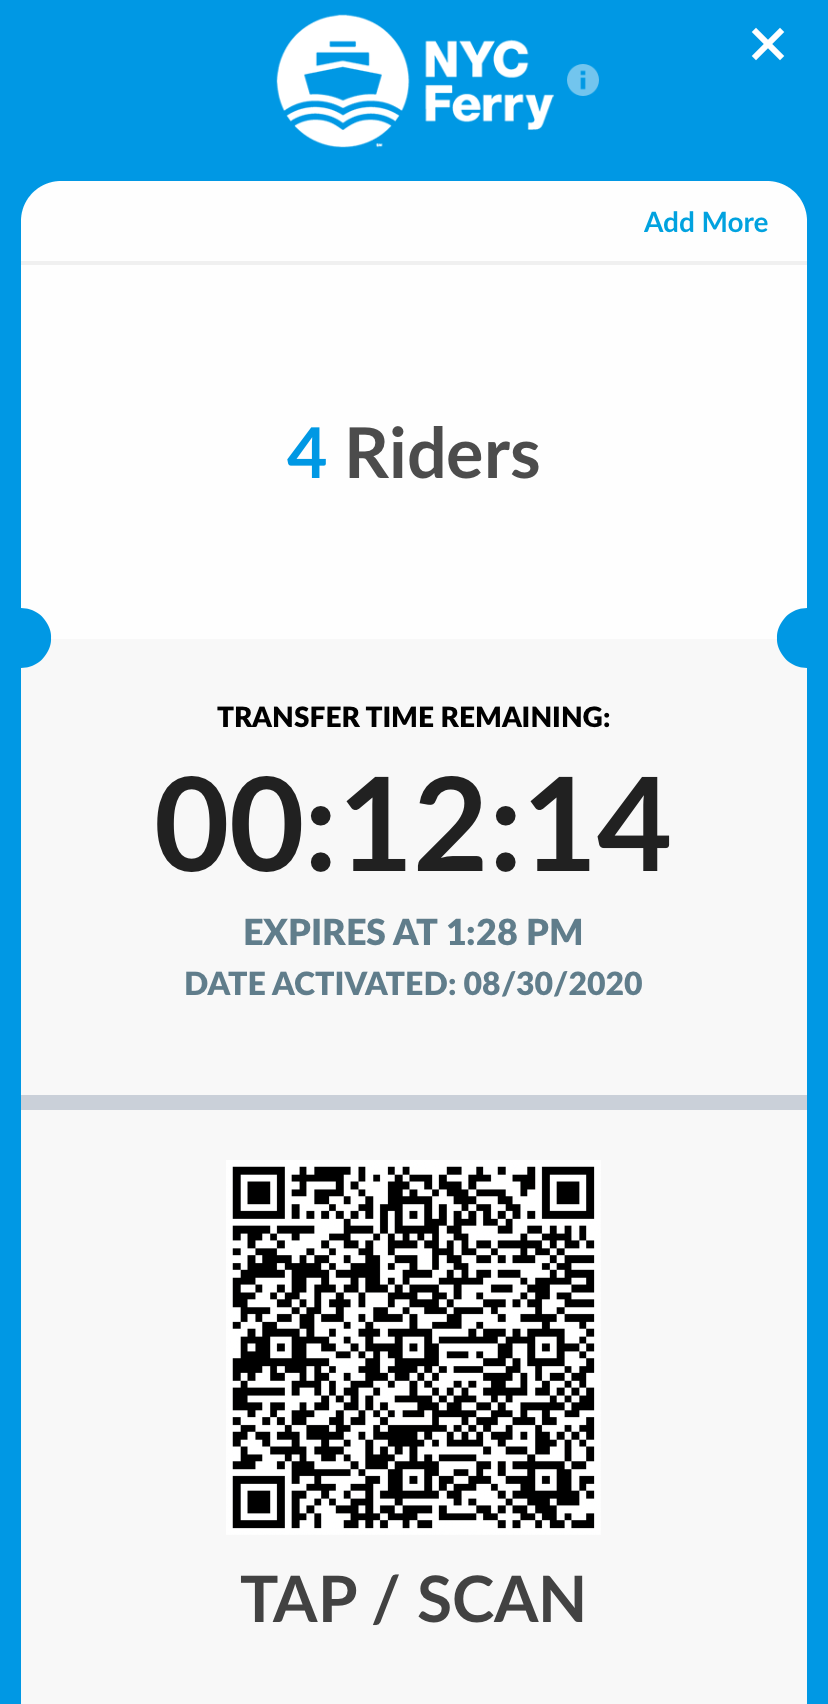 NYC
Ferry
Add More
4 Riders
TRANSFER TIME REMAINING:
00:12:14
EXPIRES AT 1:28 PM
DATE ACTIVATED: 08/30/2020
TAP / SCAN